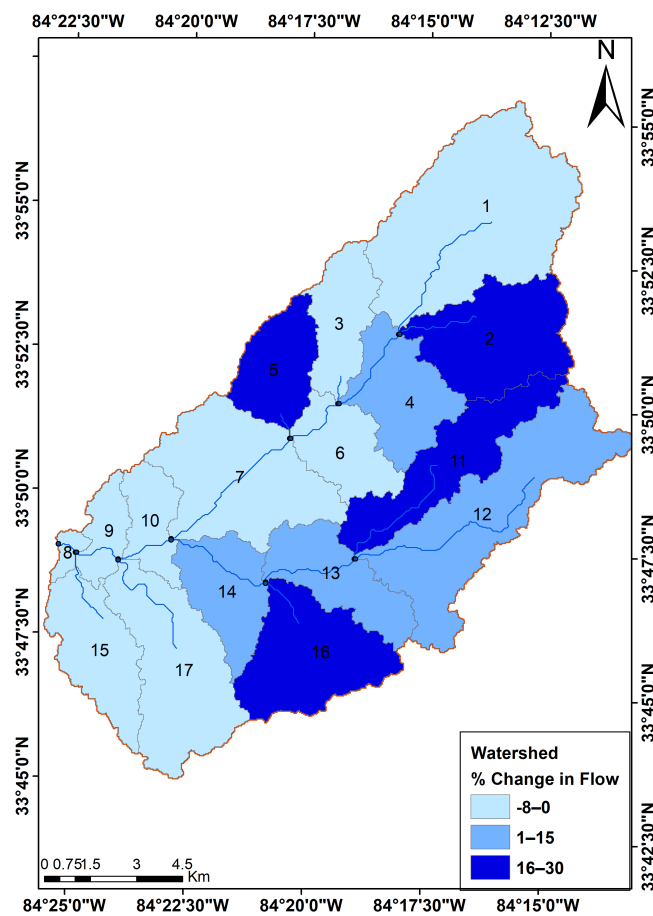 84°22'30"W 84°20'0"W 84°17'30"W 84°15'0"W 84°12'30"W
N
33°55'0"N
33°55'0"N
1
33°52'30"N
3
2
33°52'30"N
5
4
33°50'0"N
6
11
7
33°50'0"N
12
10
9
8
13
33°47'30"N
14
33°47'30"N
15
16
17
33°45'0"N
33°45'0"N
Watershed
% Change in Flow
-8–0
1–15
16–30
33°42'30"N
0 0.75 1.5 3 4.5
Km
84°25'0"W 84°22'30"W 84°20'0"W 84°17'30"W 84°15'0"W